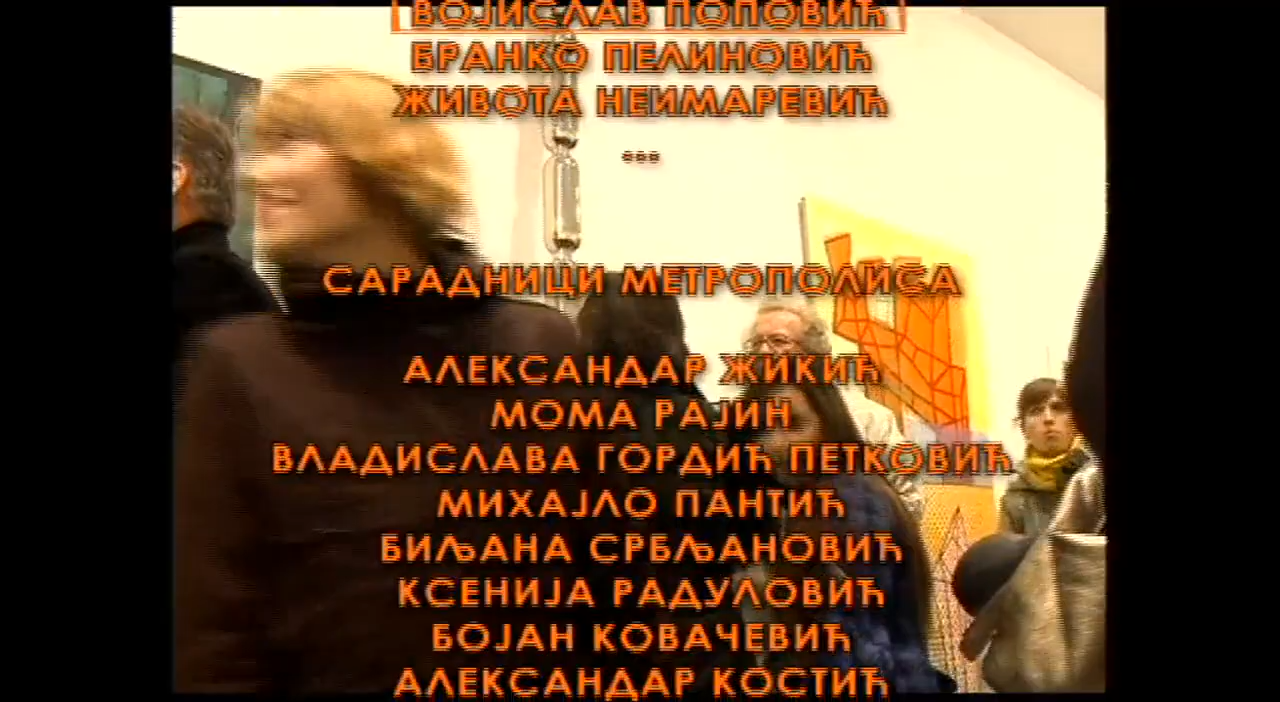 ВОЈИСЛАВ ПОПОВИЋ
БРАНКО ПЕЛИНОВИЋ
ЖИВОТА НЕИМАРЕВИЋ
***
САРАДНИЦИ МЕТРОПОЛИСА
АЛЕКСАНДАР ЖИКИЋ
МОМА РАЈИН
ВЛАДИСЛАВА ГОРДИЋ ПЕТКОВИЋ
МИХАЈЛО ПАНТИЋ
БИЉАНА СРБЉАНОВИЋ
КСЕНИЈА РАДУЛОВИЋ
БОЈАН КОВАЧЕВИЋ
АЛЕКСАНДАР КОСТИЋ